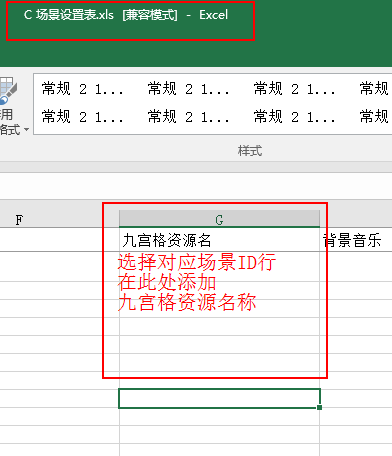 C 场景设置表.xls [兼容模式] - Excel
常规 2 1... 常规 2 1... 常规 2 1... 常
用
常规 2 1... 常规 2 1... 常规 2 1... 常
格式
样式
F G
九宫格资源名 背景音乐
选择对应场景ID行
在此处添加
九宫格资源名称